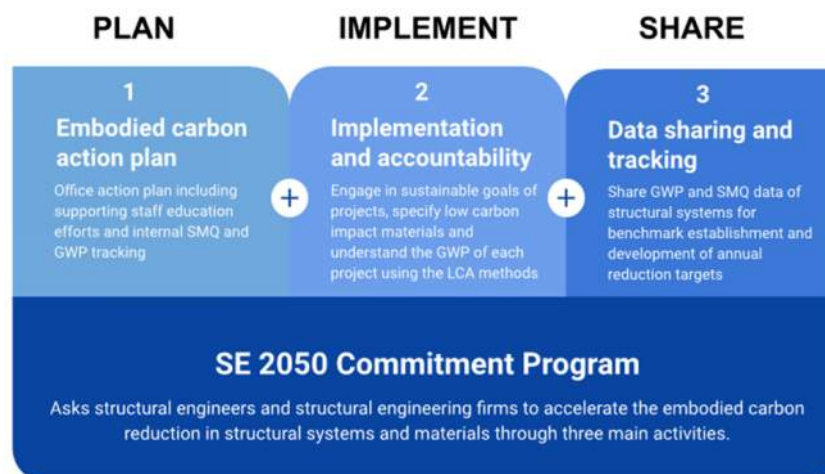 PLAN
IMPLEMENT
SHARE
1
Embodied carbon
action plan
Office action plan including
supporting staff education
efforts and internal SMQ and
GWP tracking
+
2
Implementation
and accountability
Engage in sustainable goals of
projects, specify low carbon
impact materials and
understand the GWP of each
project using the LCA methods
+
3
Data sharing and
tracking
Share GWP and SMQ data of
structural systems for
benchmark establishment and
development of annual
reduction targets
SE 2050 Commitment Program
Asks structural engineers and structural engineering firms to accelerate the embodied carbon
reduction in structural systems and materials through three main activities.